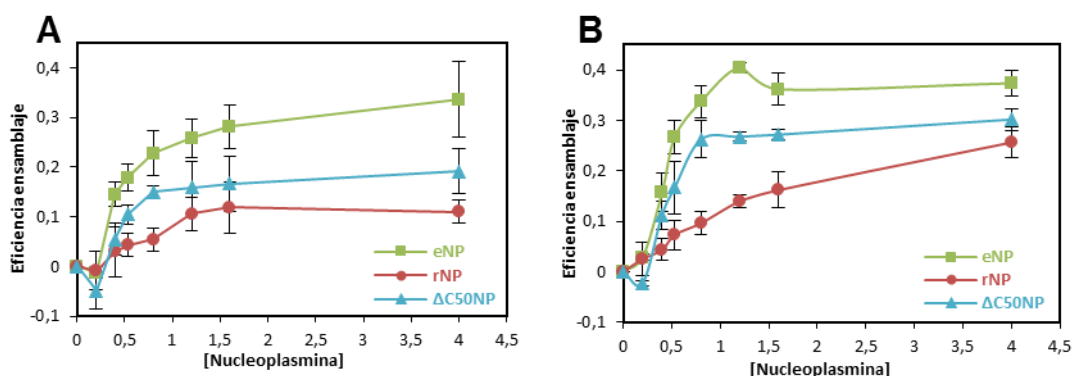 A
Eficiencia ensamblaje
0,4
0,3
0,2
0,1
0
-0,1
0 0,5 1 1,5 2 2,5 3 3,5 4 4,5
[Nucleoplasmina]
eNP
rNP
ΔC50NP
B
Eficiencia ensamblaje
0,4
0,3
0,2
0,1
0
-0,1
0 0,5 1 1,5 2 2,5 3 3,5 4 4,5
[Nucleoplasmina]
eNP
rNP
ΔC50NP